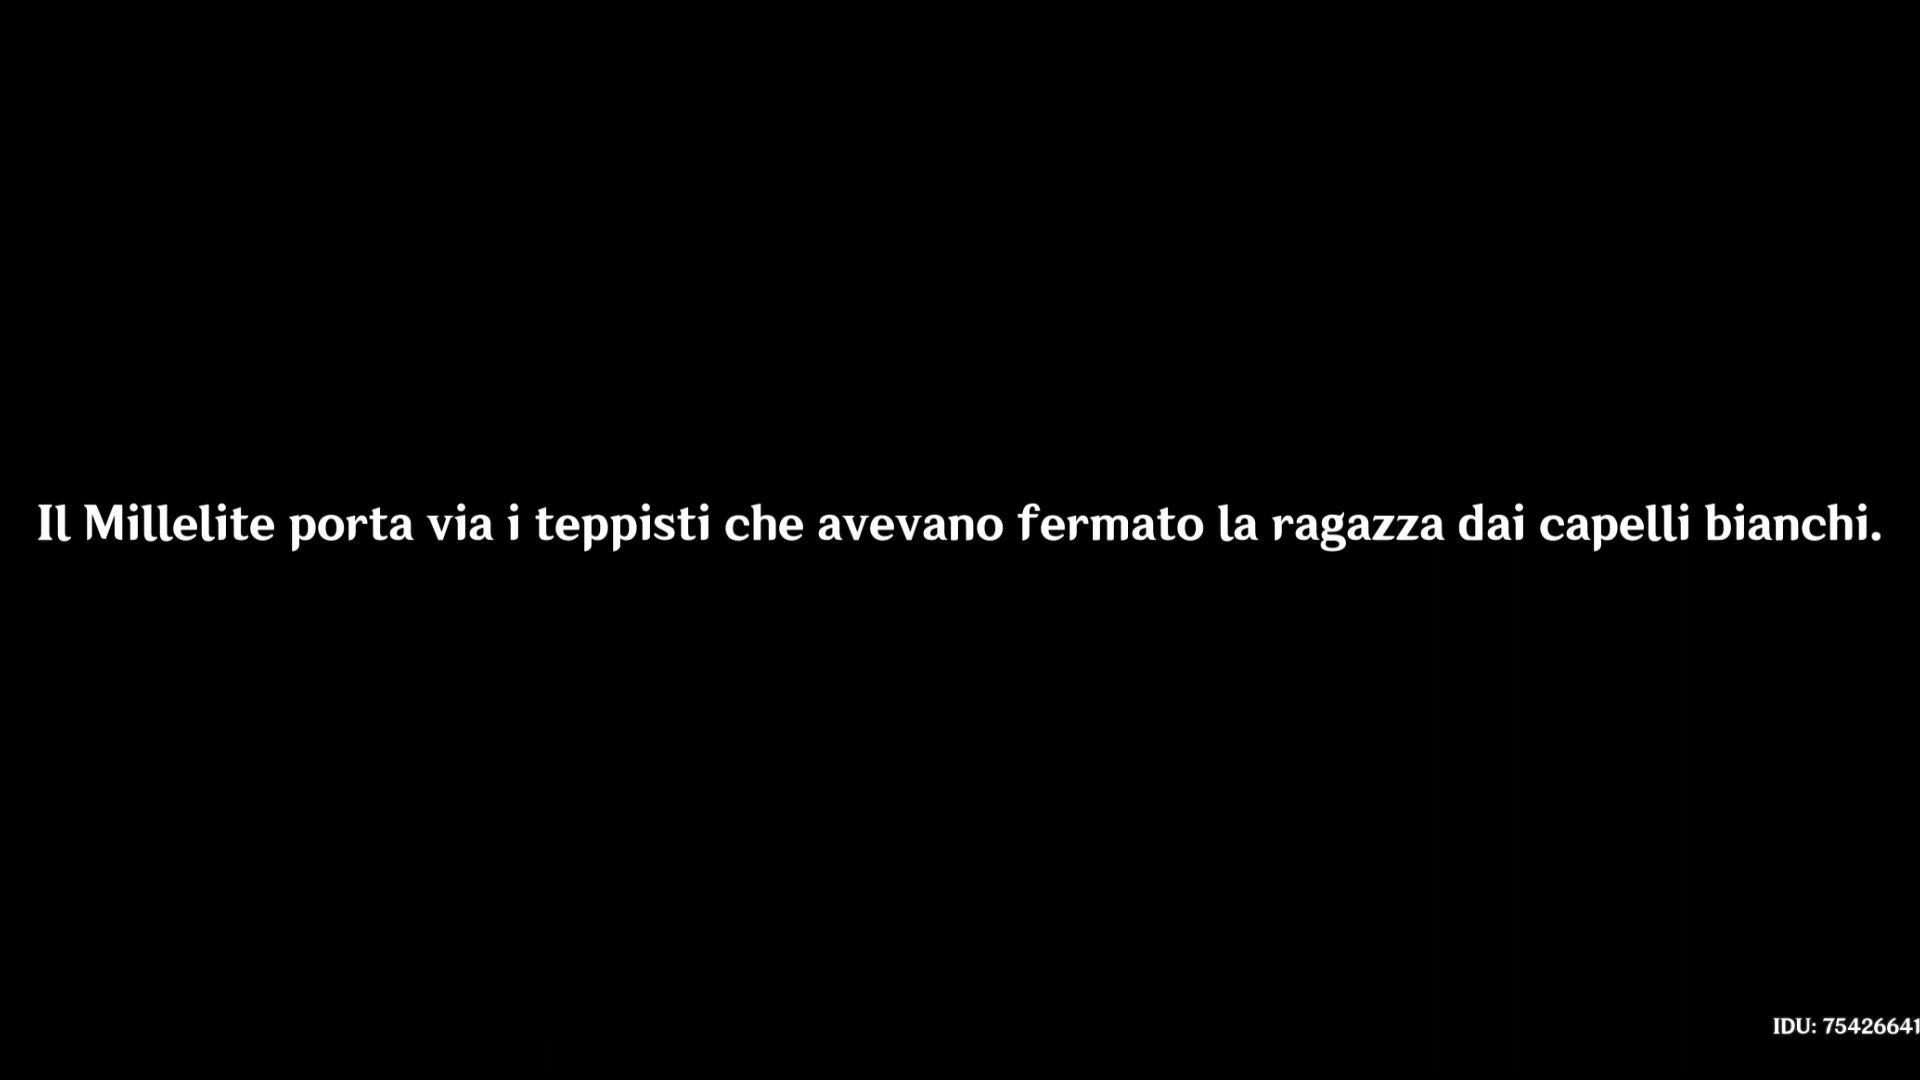 Il Millelite porta via i teppisti che avevano fermato la ragazza dai capelli bianchi.
IDU: 75426641